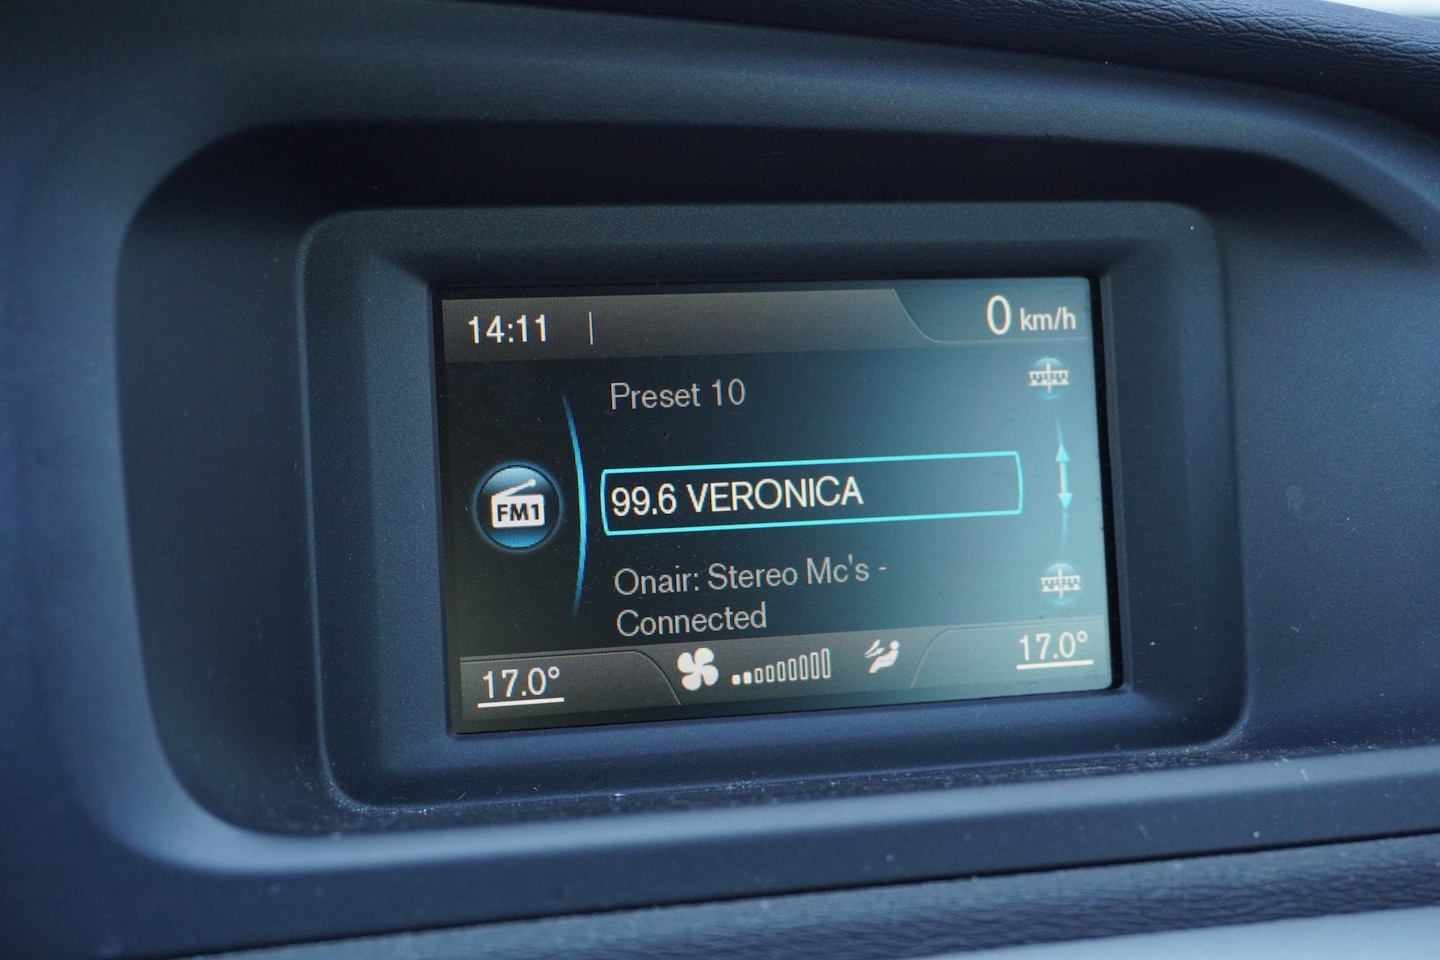 14:11
0 km/h
Preset 10
FM1
99.6 VERONICA
Onair: Stereo Mc's -
Connected
17.0°
17.0°